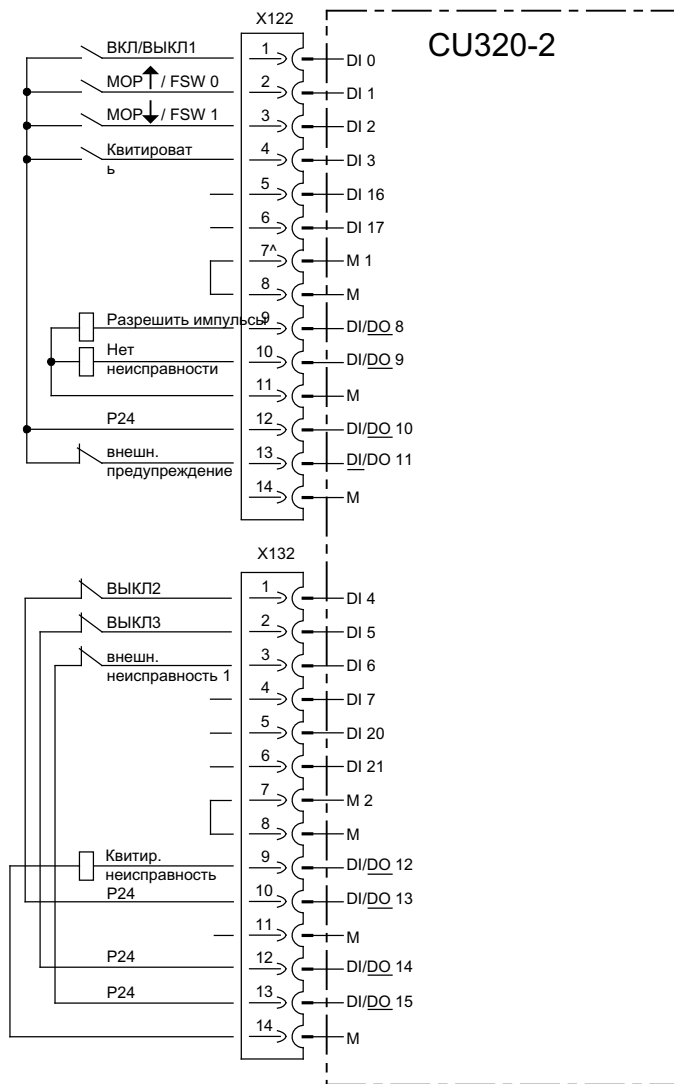 X122
CU320-2
ВКЛ/ВЫКЛ1 1 DI 0
МОР / FSW 0 2 DI 1
МОР / FSW 1 3 DI 2
Квитироват 4 DI 3
ь
5 DI 16
6 DI 17
7^ M 1
8 M
Разрешить импульсы 9 DI/DO 8
Нет 10 DI/DO 9
неисправности
11 M
P24 12 DI/DO 10
внешн. 13 DI/DO 11
предупреждение
14 M
X132
ВЫКЛ2 1 DI 4
ВЫКЛ3 2 DI 5
внешн. 3 DI 6
неисправность 1
4 DI 7
5 DI 20
6 DI 21
7 M 2
8 M
Квитир. 9 DI/DO 12
неисправность
P24 10 DI/DO 13
11 M
P24 12 DI/DO 14
P24 13 DI/DO 15
14 M